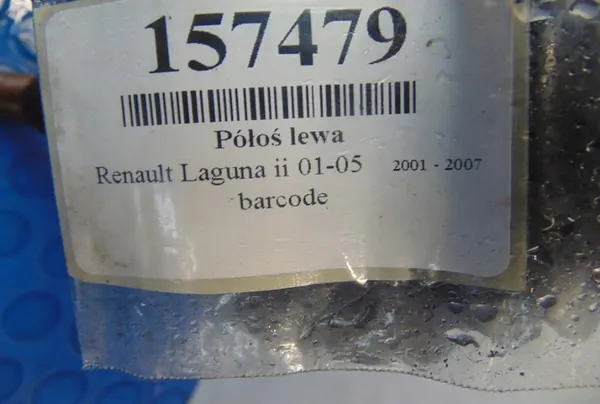 157479
Półoś lewa
Renault Laguna ii 01-05 2001 - 2007
barcode